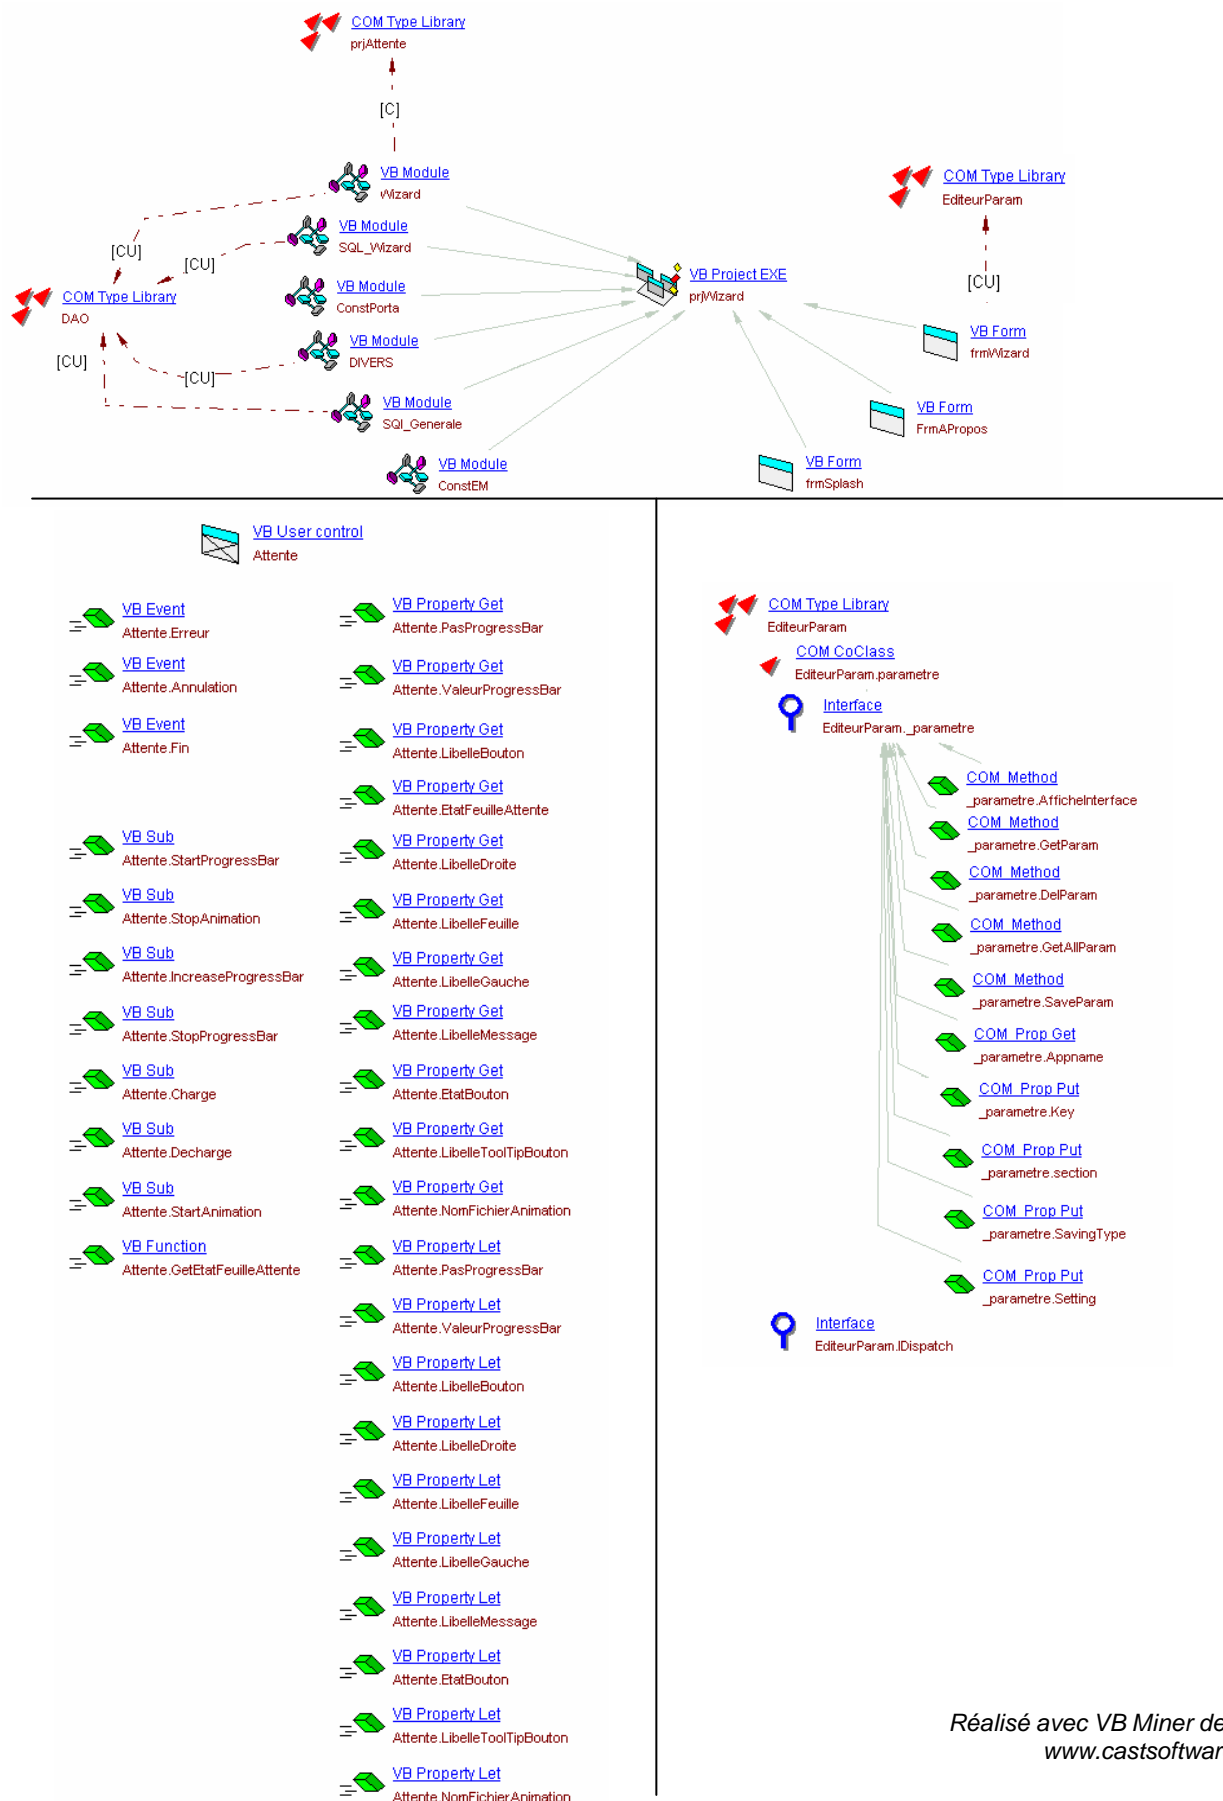 COM Type Library
prjAttente
[C]
VB Module
Wizard
COM Type Library
EditeurParam
VB Module
SQL_Wizard
[CU]
[CU]
VB Project EXE
prjWizard
[CU]
COM Type Library
DAO
VB Module
ConstPorta
VB Module
DIVERS
[CU]
[CU]
VB Form
frmWizard
VB Module
SQl_Generale
VB Form
FrmAPropos
VB Module
ConstEM
VB Form
frmSplash
VB User control
Attente
VB Event
Attente.Erreur
VB Event
Attente.Annulation
VB Event
Attente.Fin
VB Sub
Attente.StartProgressBar
VB Sub
Attente.StopAnimation
VB Sub
Attente.IncreaseProgressBar
VB Sub
Attente.StopProgressBar
VB Sub
Attente.Charge
VB Sub
Attente.Decharge
VB Sub
Attente.StartAnimation
VB Function
Attente.GetEtatFeuilleAttente
VB Property Get
Attente.PasProgressBar
VB Property Get
Attente.ValeurProgressBar
VB Property Get
Attente.LibelleBouton
VB Property Get
Attente.EtatFeuilleAttente
VB Property Get
Attente.LibelleDroite
VB Property Get
Attente.LibelleFeuille
VB Property Get
Attente.LibelleGauche
VB Property Get
Attente.LibelleMessage
VB Property Get
Attente.EtatBouton
VB Property Get
Attente.LibelleToolTipBouton
VB Property Get
Attente.NomFichierAnimation
VB Property Let
Attente.PasProgressBar
VB Property Let
Attente.ValeurProgressBar
VB Property Let
Attente.LibelleBouton
VB Property Let
Attente.LibelleDroite
VB Property Let
Attente.LibelleFeuille
VB Property Let
Attente.LibelleGauche
VB Property Let
Attente.LibelleMessage
VB Property Let
Attente.EtatBouton
VB Property Let
Attente.LibelleToolTipBouton
VB Property Let
Attente.NomFichierAnimation
COM Type Library
EditeurParam
COM CoClass
EditeurParam.parametre
Interface
EditeurParam._parametre
COM Method
_parametre.AfficheInterface
COM Method
_parametre.GetParam
COM Method
_parametre.DelParam
COM Method
_parametre.GetAllParam
COM Method
_parametre.SaveParam
COM Prop Get
_parametre.Appname
COM Prop Put
_parametre.Key
COM Prop Put
_parametre.section
COM Prop Put
_parametre.SavingType
COM Prop Put
_parametre.Setting
Interface
EditeurParam.IDispatch
Réalisé avec VB Miner de
www.castsoftwar